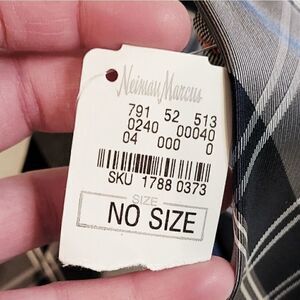 Neiman Marcus
791 52 513
0240 00040
04 000 0
SKU 1788 0373
SIZE
NO SIZE